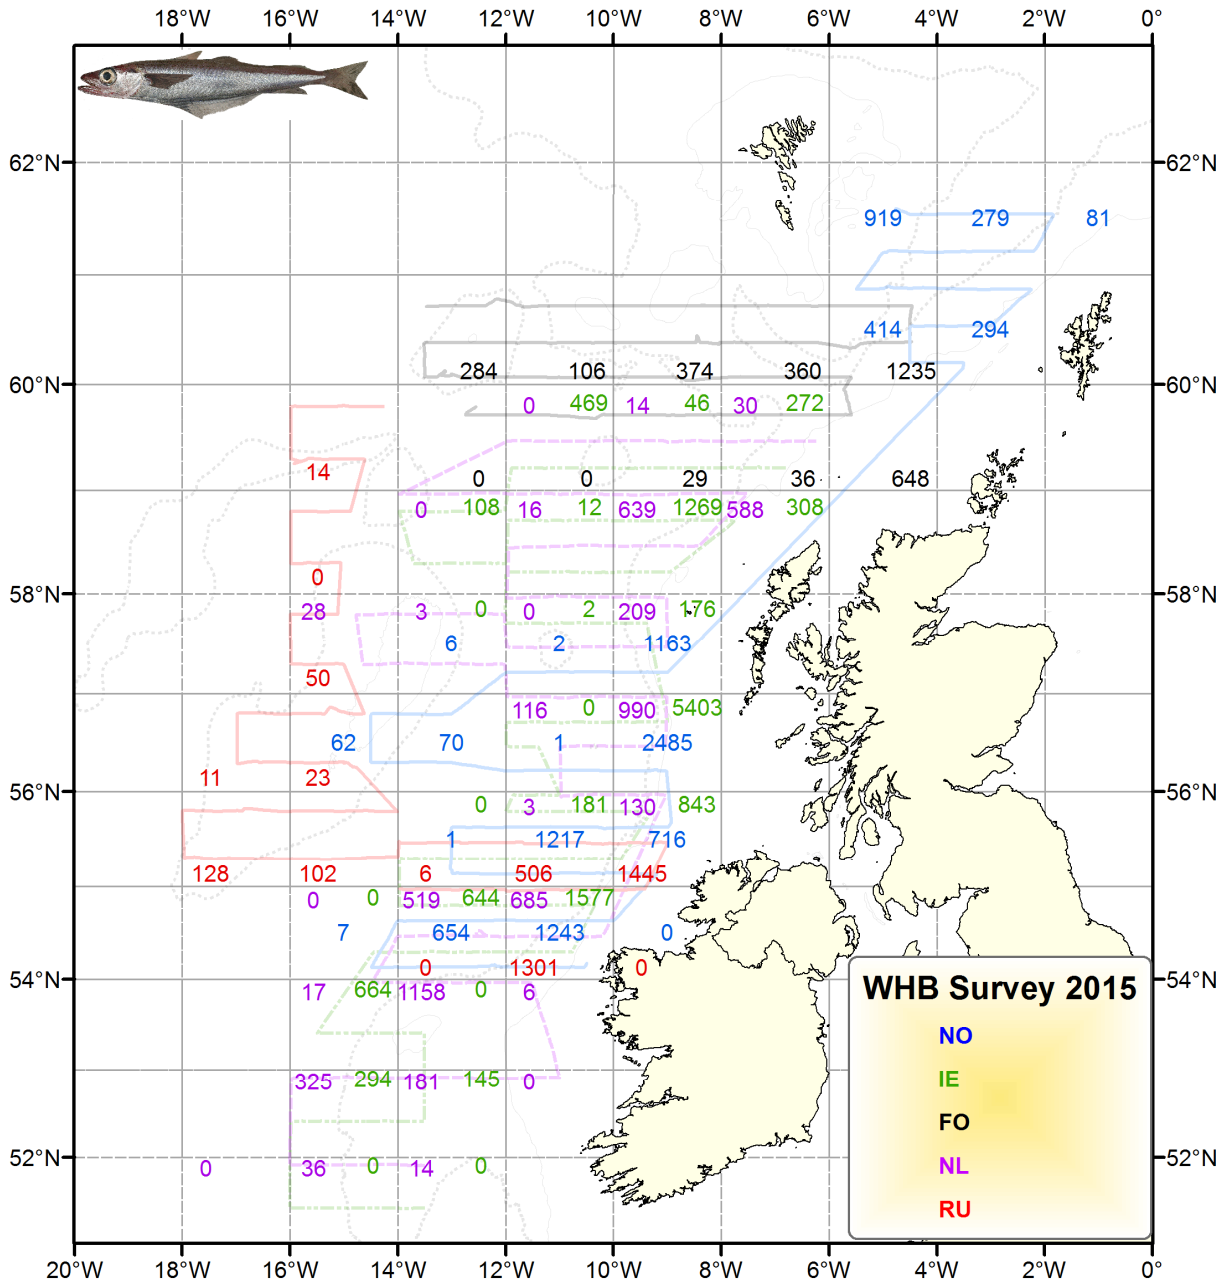 18°W 16°W 14°W 12°W 10°W 8°W 6°W 4°W 2°W 0°
62°N 62°N
919 279 81
414 294
284 106 374 360 1235
60°N 60°N
0 469 14 46 30 272
14
0 0 29 36 648
0 108 16 12 639 1269 588 308
0
58°N 58°N
28 3 0 0 2 209 176
6 2 1163
50
116 0 990 5403
62 70 1 2485
11 23
56°N 56°N
0 3 181 130 843
1 1217 716
128 102 6 506 1445
0 0 519 644 685 1577
7 654 1243 0
0 1301 0
54°N 54°N
17 664 1158 0 6
WHB Survey 2015
NO
325 294 181 145 0
IE
FO
52°N 52°N
0 36 0 14 0
NL
RU
20°W 18°W 16°W 14°W 12°W 10°W 8°W 6°W 4°W 2°W 0°